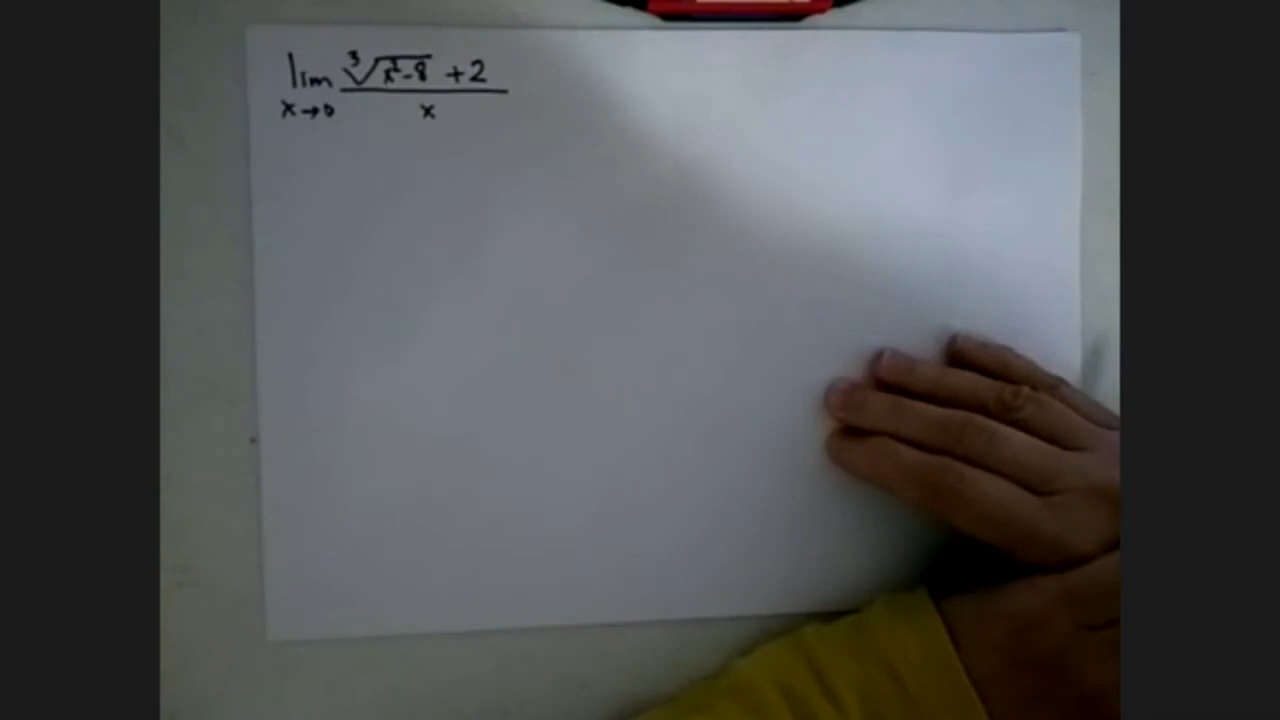 lim ∛(x²-8) + 2
x→0 x